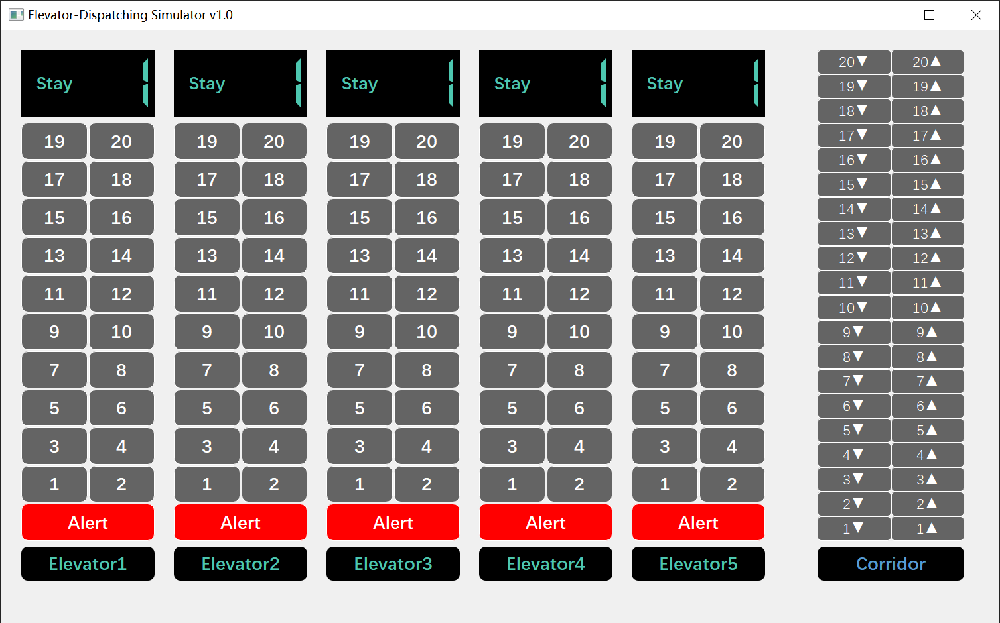 Elevator-Dispatching Simulator v1.0
Stay 1 Stay 1 Stay 1 Stay 1 Stay 1
19 20 19 20 19 20 19 20 19 20
17 18 17 18 17 18 17 18 17 18
15 16 15 16 15 16 15 16 15 16
13 14 13 14 13 14 13 14 13 14
11 12 11 12 11 12 11 12 11 12
9 10 9 10 9 10 9 10 9 10
7 8 7 8 7 8 7 8 7 8
5 6 5 6 5 6 5 6 5 6
3 4 3 4 3 4 3 4 3 4
1 2 1 2 1 2 1 2 1 2
Alert Alert Alert Alert Alert
Elevator1 Elevator2 Elevator3 Elevator4 Elevator5
20▼ 20▲
19▼ 19▲
18▼ 18▲
17▼ 17▲
16▼ 16▲
15▼ 15▲
14▼ 14▲
13▼ 13▲
12▼ 12▲
11▼ 11▲
10▼ 10▲
9▼ 9▲
8▼ 8▲
7▼ 7▲
6▼ 6▲
5▼ 5▲
4▼ 4▲
3▼ 3▲
2▼ 2▲
1▼ 1▲
Corridor